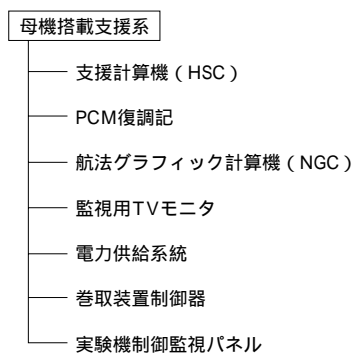 母機搭載支援系
支援計算機（HSC）
PCM復調記
航法グラフィック計算機（NGC）
監視用TVモニタ
電力供給系統
巻取装置制御器
実験機制御監視パネル